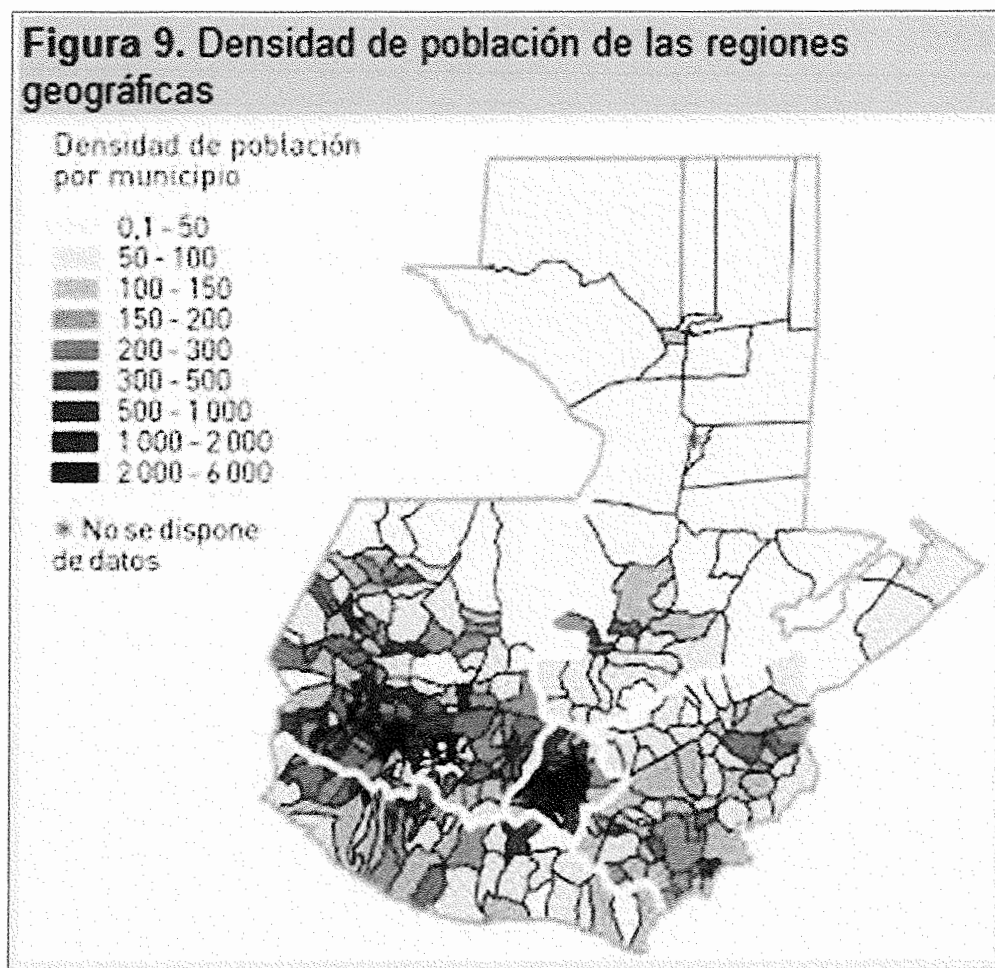 Figura 9. Densidad de población de las regiones
geográficas
Densidad de población
por municipio
0,1 - 50
50 - 100
100 - 150
150 - 200
200 - 300
300 - 500
500 - 1 000
1 000 - 2 000
2 000 - 6 000
* No se dispone
de datos